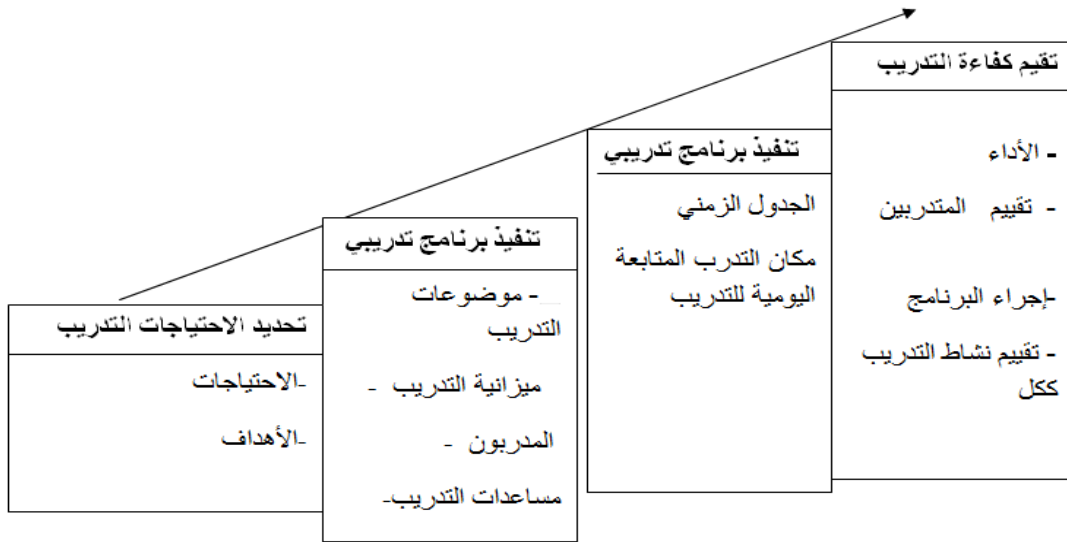 تحديد الاحتياجات التدريب
-الاحتياجات
-الأهداف
تنفيذ برنامج تدريبي
- موضوعات
التدريب
ميزانية التدريب -
المدربون -
مساعدات التدريب-
تنفيذ برنامج تدريبي
الجدول الزمني
مكان التدرب المتابعة
اليومية للتدريب
تقيم كفاءة التدريب
- الأداء
- تقييم المتدربين
-إجراء البرنامج
- تقييم نشاط التدريب
ككل